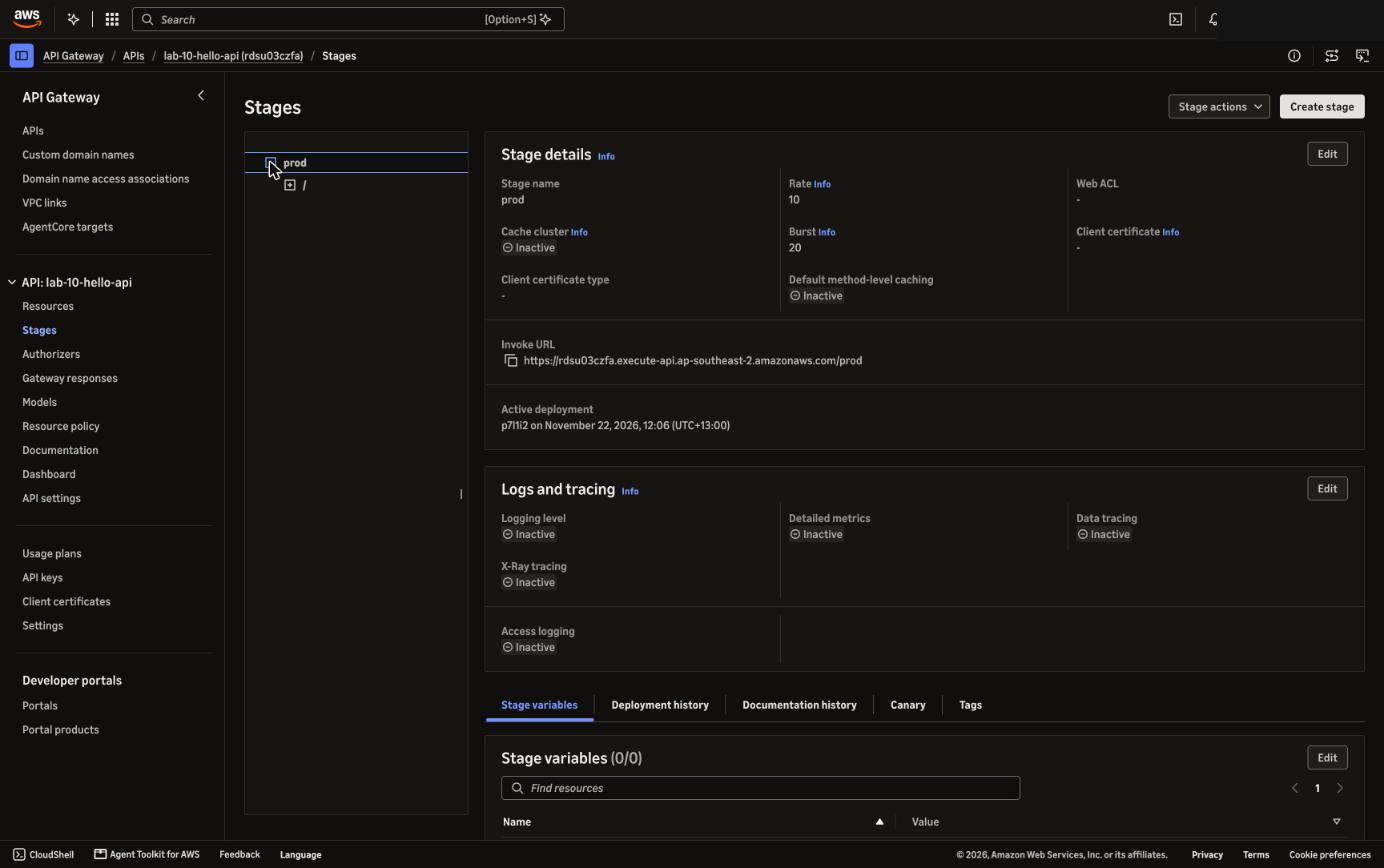 aws
Search
[Option+S]
API Gateway / APIs / lab-10-hello-api (rdsu03czfa) / Stages
API Gateway
APIs
Custom domain names
Domain name access associations
VPC links
AgentCore targets
API: lab-10-hello-api
Resources
Stages
Authorizers
Gateway responses
Models
Resource policy
Documentation
Dashboard
API settings
Usage plans
API keys
Client certificates
Settings
Developer portals
Portals
Portal products
Stages
Stage actions
Create stage
prod
/
Stage details Info
Edit
Stage name
prod
Rate Info
10
Web ACL
-
Cache cluster Info
Inactive
Burst Info
20
Client certificate Info
-
Client certificate type
-
Default method-level caching
Inactive
Invoke URL
https://rdsu03czfa.execute-api.ap-southeast-2.amazonaws.com/prod
Active deployment
p7l1i2 on November 22, 2026, 12:06 (UTC+13:00)
Logs and tracing Info
Edit
Logging level
Inactive
Detailed metrics
Inactive
Data tracing
Inactive
X-Ray tracing
Inactive
Access logging
Inactive
Stage variables
Deployment history
Documentation history
Canary
Tags
Stage variables (0/0)
Edit
Find resources
1
Name
Value
CloudShell
Agent Toolkit for AWS
Feedback
Language
© 2026, Amazon Web Services, Inc. or its affiliates.
Privacy
Terms
Cookie preferences